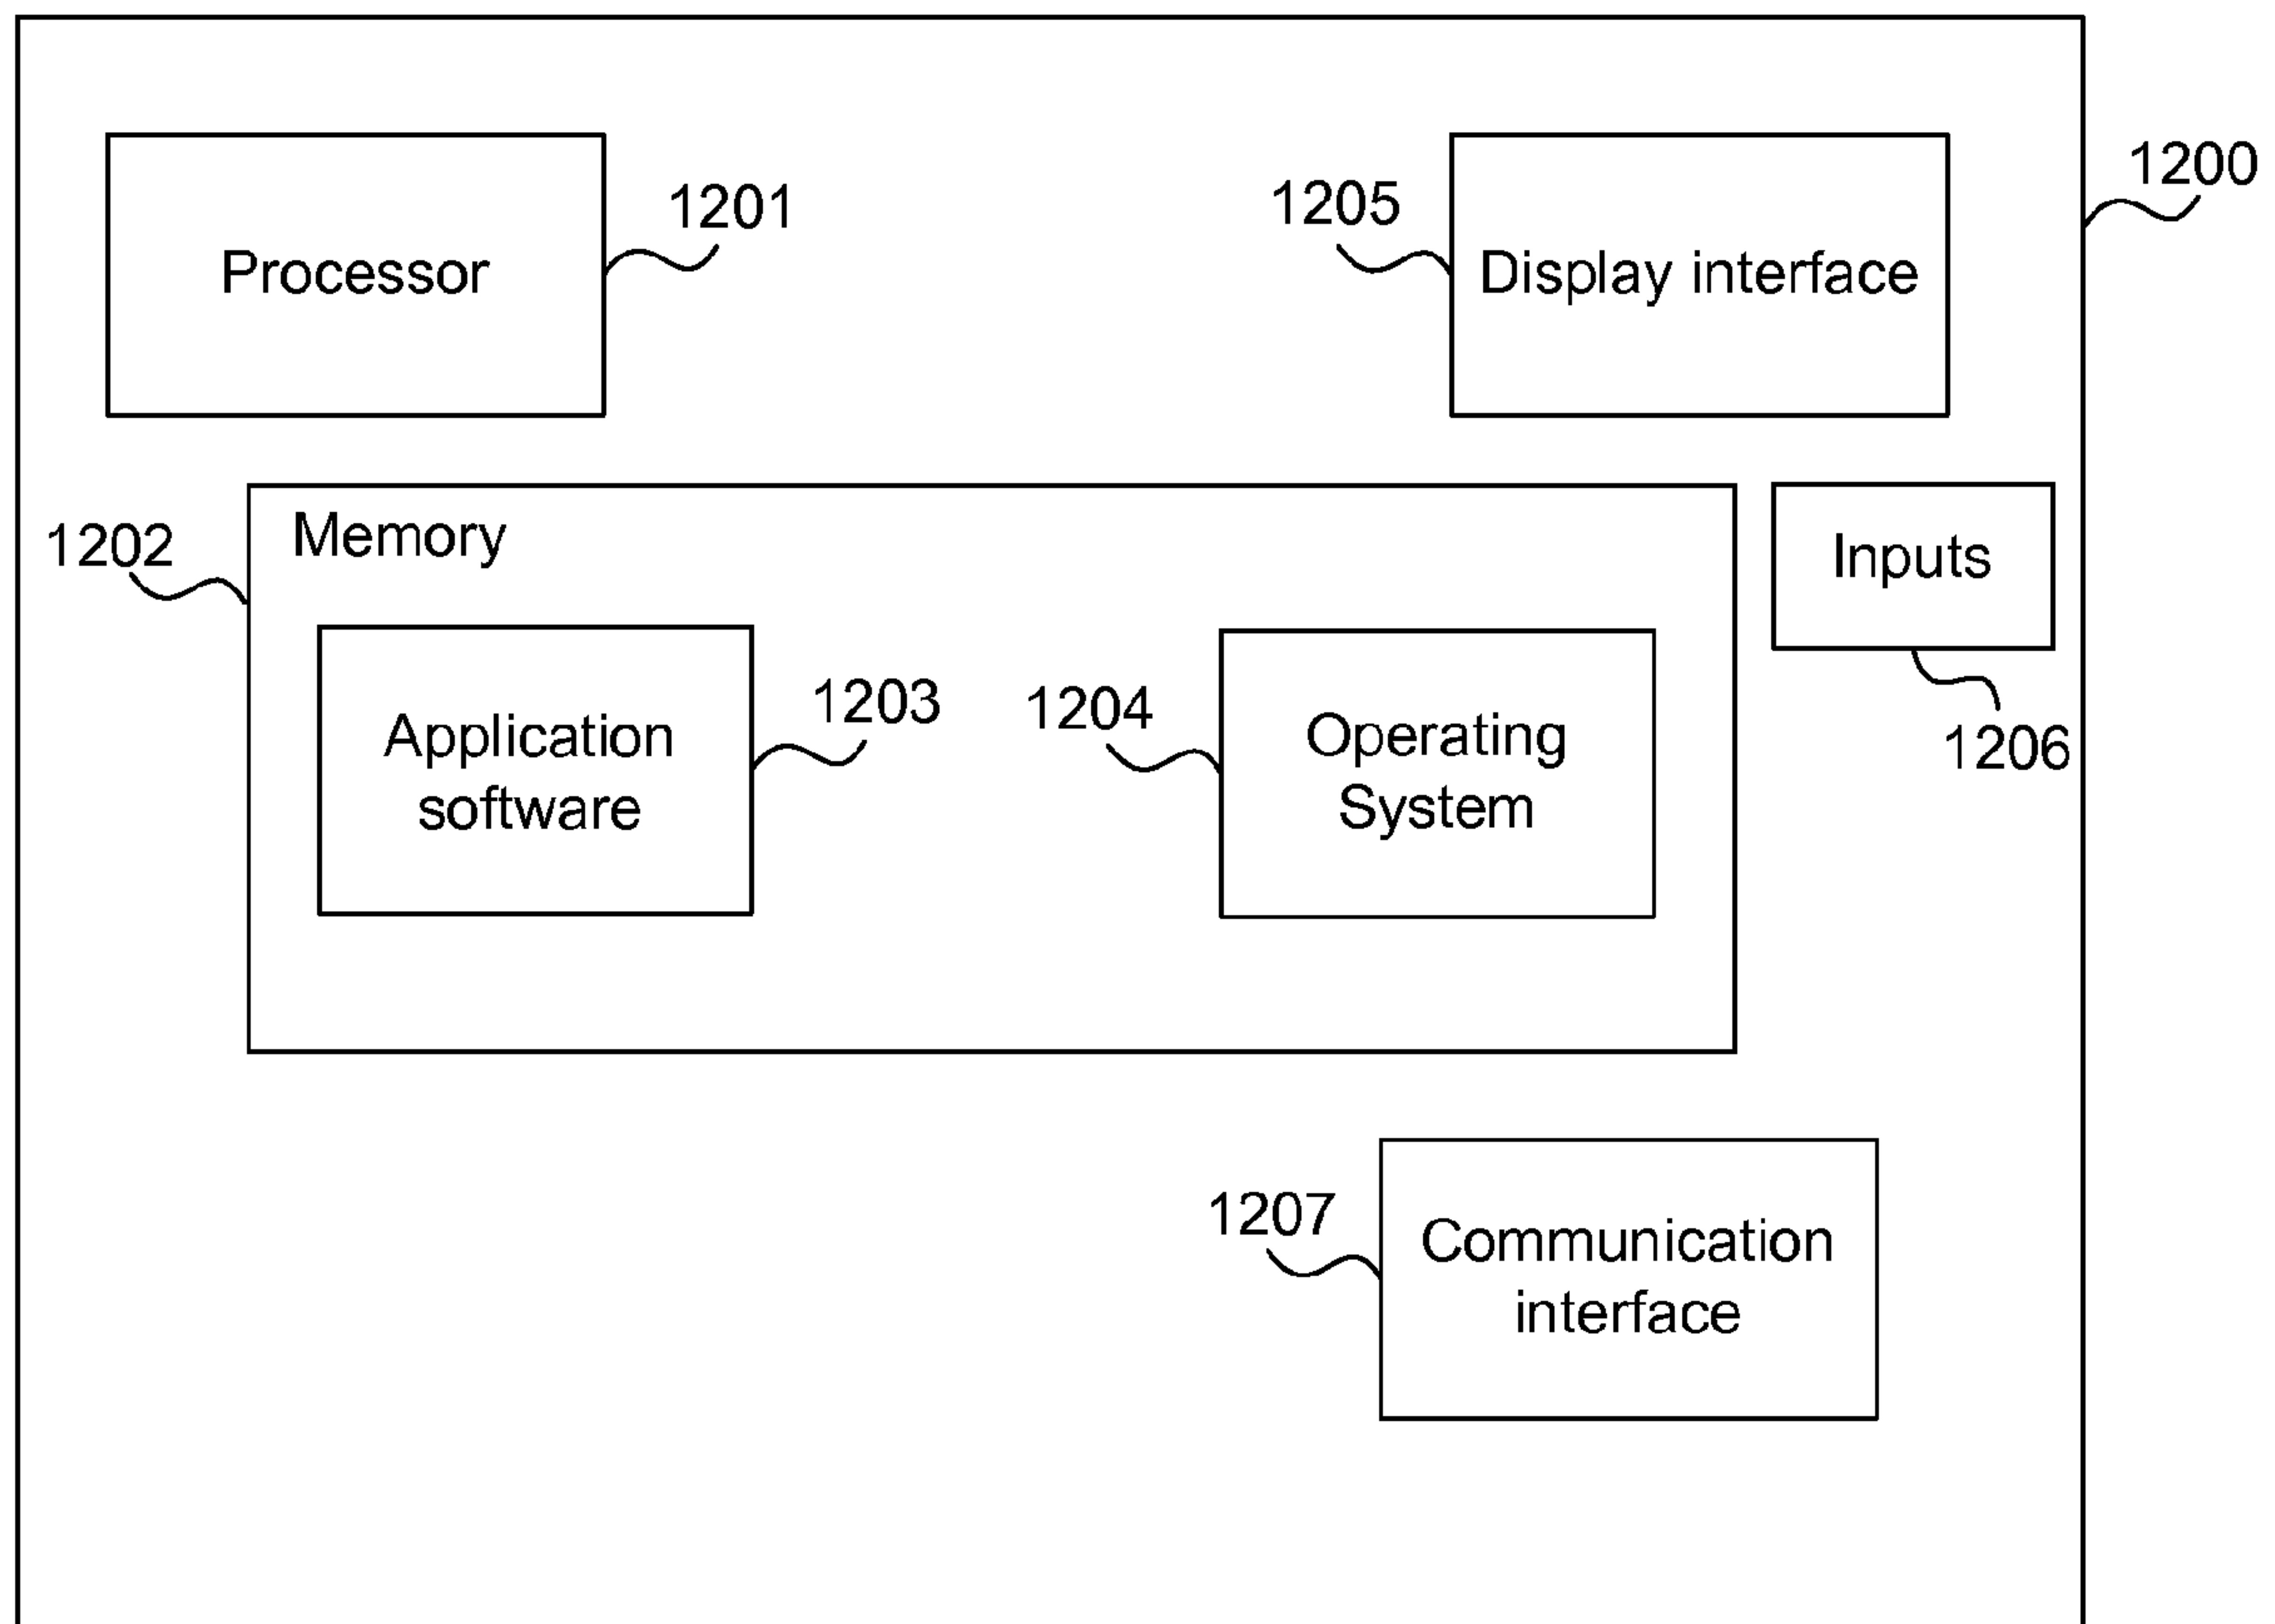 1200
Processor
1201
1205
Display interface
1202
Memory
Inputs
1206
Application
software
1203
1204
Operating
System
1207
Communication
interface